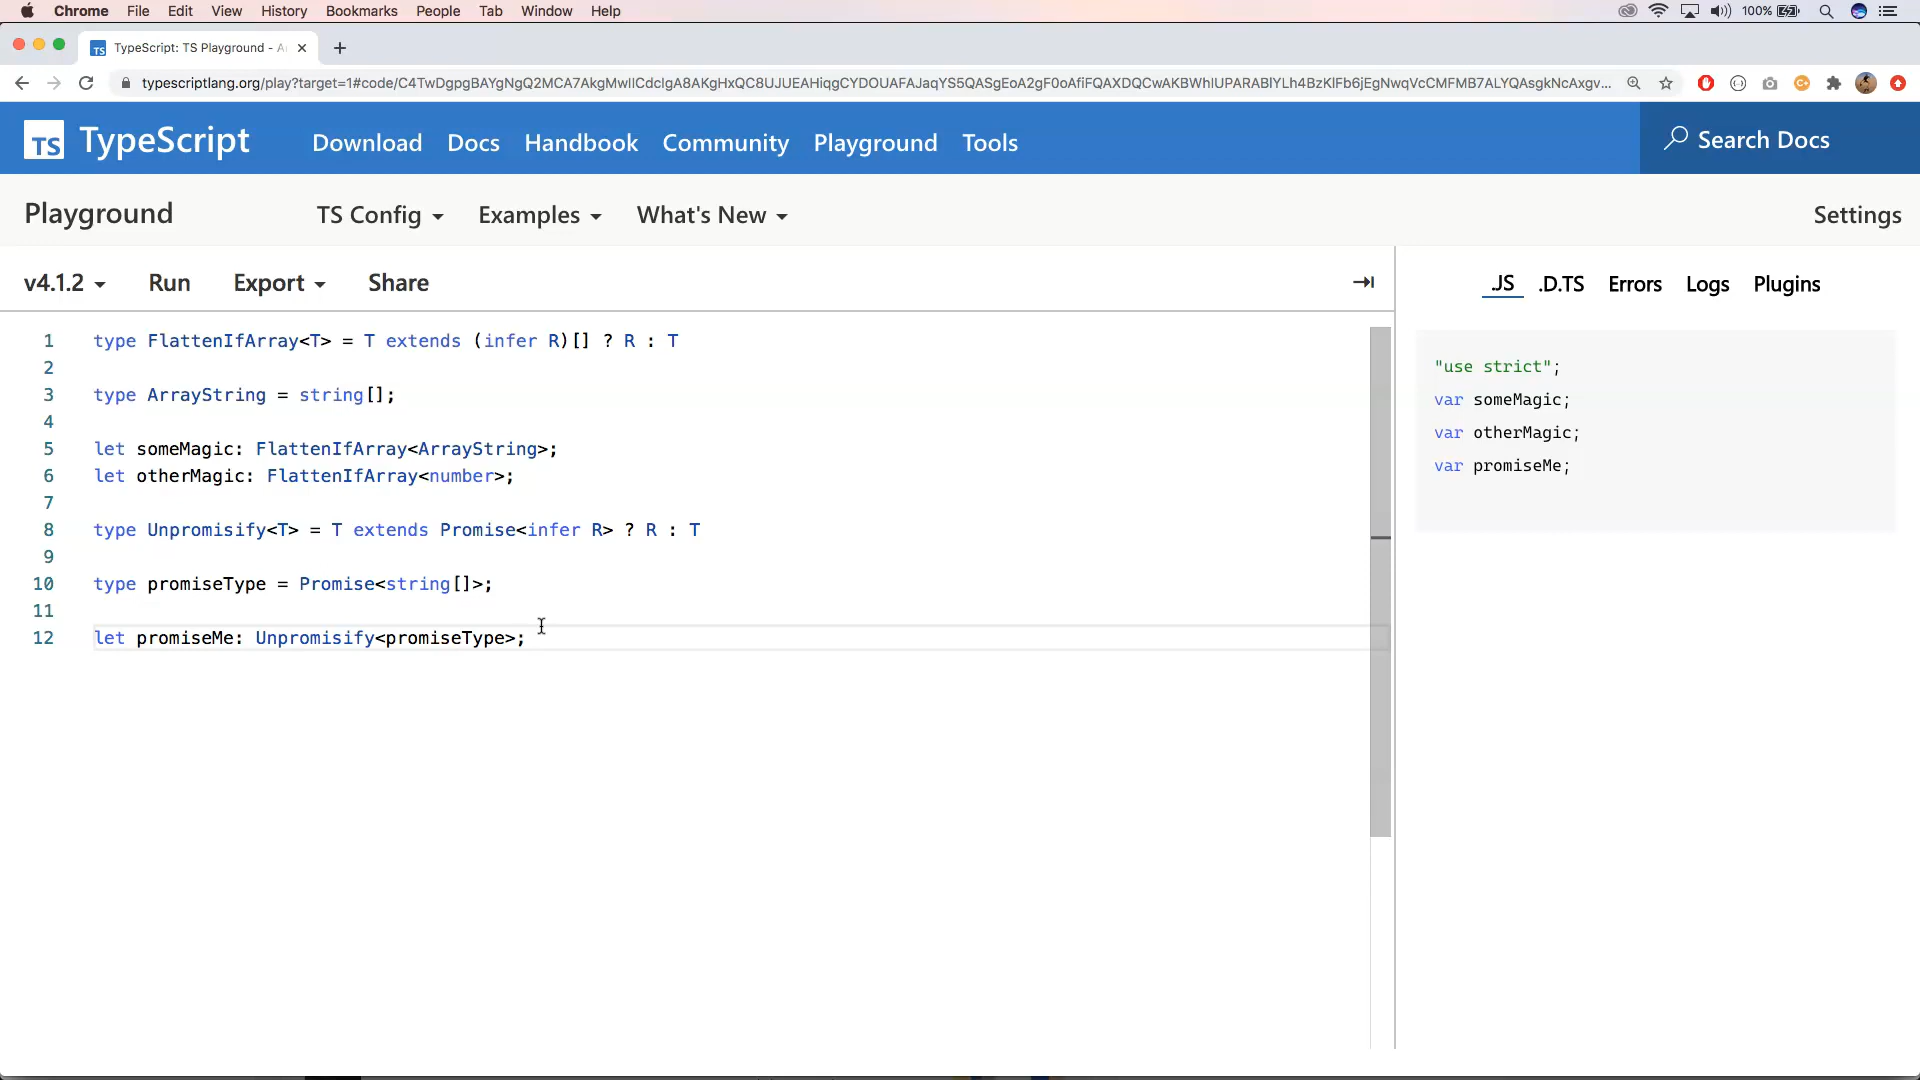 Chrome File Edit View History Bookmarks People Tab Window Help 100%
TS TypeScript: TS Playground - A
typescriptlang.org/play?target=1#code/
TS TypeScript Download Docs Handbook Community Playground Tools Search Docs
Playground TS Config Examples What's New Settings
v4.1.2 Run Export Share
.JS .D.TS Errors Logs Plugins
1 type FlattenIfArray<T> = T extends (infer R)[] ? R : T
2
3 type ArrayString = string[];
4
5 let someMagic: FlattenIfArray<ArrayString>;
6 let otherMagic: FlattenIfArray<number>;
7
8 type Unpromisify<T> = T extends Promise<infer R> ? R : T
9
10 type promiseType = Promise<string[]>;
11
12 let promiseMe: Unpromisify<promiseType>;
"use strict";
var someMagic;
var otherMagic;
var promiseMe;